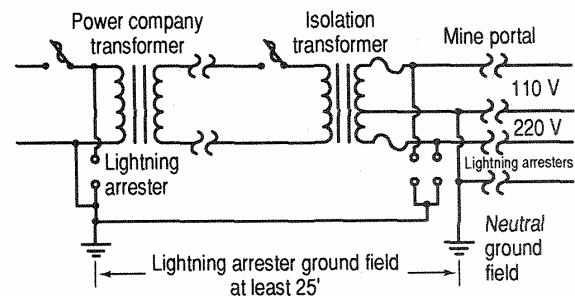 Power company
transformer
Isolation
transformer
Mine portal
110 V
220 V
Lightning
arrester
Lightning arresters
Neutral
ground
field
Lightning arrester ground field
at least 25'